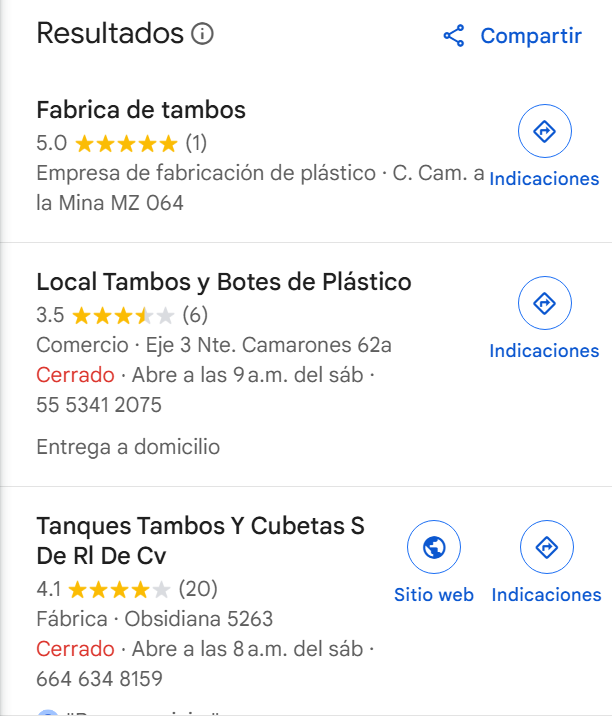 Resultados
Compartir
Fabrica de tambos
5.0 (1)
Empresa de fabricación de plástico · C. Cam. a
la Mina MZ 064
Indicaciones
Local Tambos y Botes de Plástico
3.5 (6)
Comercio · Eje 3 Nte. Camarones 62a
Cerrado · Abre a las 9 a.m. del sáb ·
55 5341 2075
Entrega a domicilio
Indicaciones
Tanques Tambos Y Cubetas S
De Rl De Cv
4.1 (20)
Fábrica · Obsidiana 5263
Cerrado · Abre a las 8 a.m. del sáb ·
664 634 8159
Sitio web
Indicaciones